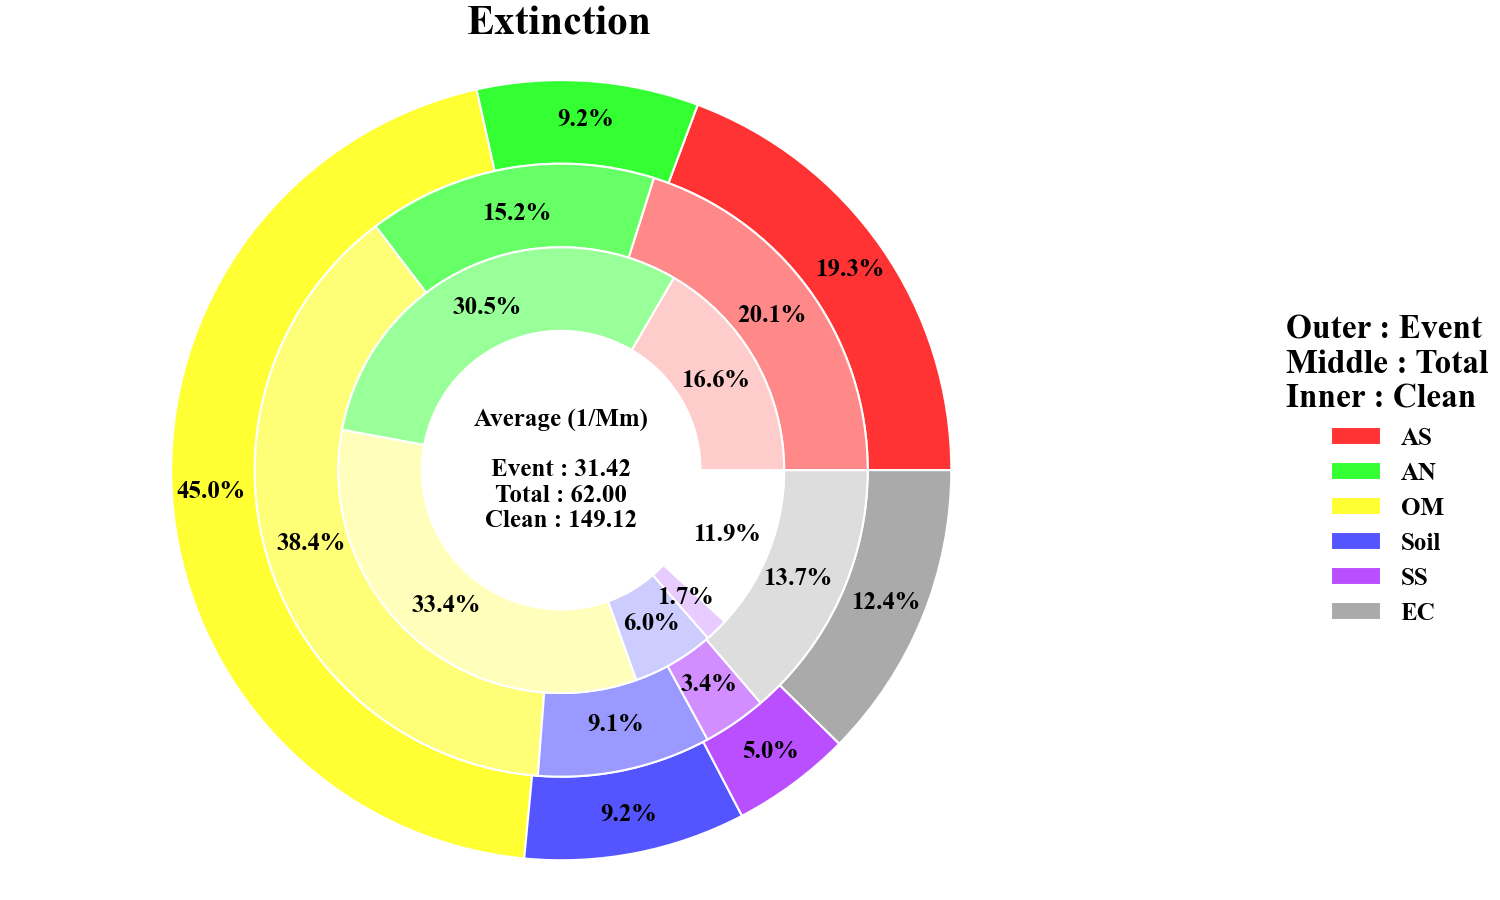 Extinction
9.2%
19.3%
45.0%
9.2%
5.0%
12.4%
15.2%
20.1%
38.4%
9.1%
3.4%
13.7%
30.5%
16.6%
33.4%
6.0%
1.7%
11.9%
Average (1/Mm)
Event : 31.42
Total : 62.00
Clean : 149.12
Outer : Event
Middle : Total
Inner : Clean
AS
AN
OM
Soil
SS
EC